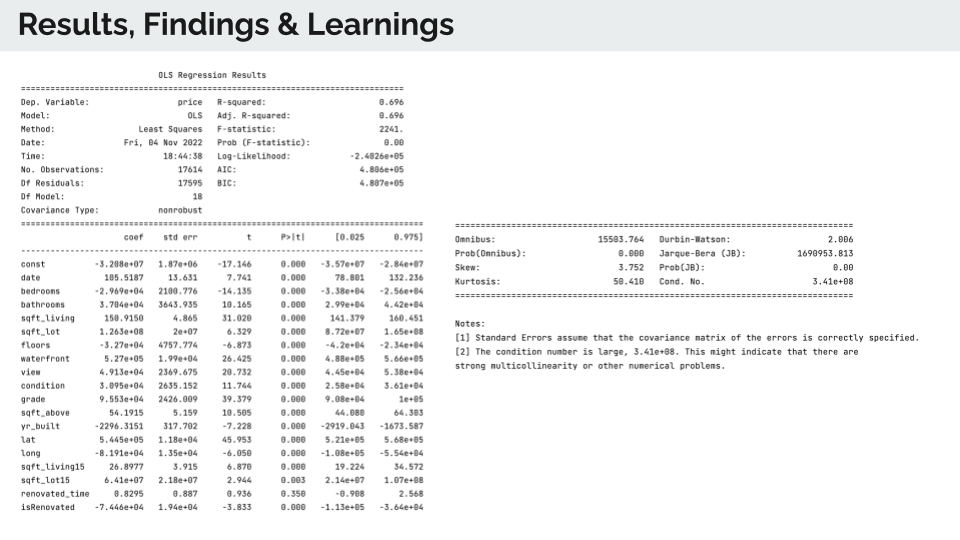 Results, Findings & Learnings
OLS Regression Results
==============================================================================
Dep. Variable: price R-squared: 0.696
Model: OLS Adj. R-squared: 0.696
Method: Least Squares F-statistic: 2241.
Date: Fri, 04 Nov 2022 Prob (F-statistic): 0.00
Time: 18:44:38 Log-Likelihood: -2.4026e+05
No. Observations: 17614 AIC: 4.806e+05
Df Residuals: 17595 BIC: 4.807e+05
Df Model: 18
Covariance Type: nonrobust
==================================================================================
coef std err t P>|t| [0.025 0.975]
----------------------------------------------------------------------------------
const -3.208e+07 1.87e+06 -17.146 0.000 -3.57e+07 -2.84e+07
date 105.5187 13.631 7.741 0.000 78.801 132.236
bedrooms -2.969e+04 2100.776 -14.135 0.000 -3.38e+04 -2.56e+04
bathrooms 3.704e+04 3643.935 10.165 0.000 2.99e+04 4.42e+04
sqft_living 150.9150 4.865 31.020 0.000 141.379 160.451
sqft_lot 1.263e+08 2e+07 6.329 0.000 8.72e+07 1.65e+08
floors -3.27e+04 4757.774 -6.873 0.000 -4.2e+04 -2.34e+04
waterfront 5.27e+05 1.99e+04 26.425 0.000 4.88e+05 5.66e+05
view 4.913e+04 2369.675 20.732 0.000 4.45e+04 5.38e+04
condition 3.095e+04 2635.152 11.744 0.000 2.58e+04 3.61e+04
grade 9.553e+04 2426.009 39.379 0.000 9.08e+04 1e+05
sqft_above 54.1915 5.159 10.505 0.000 44.080 64.303
yr_built -2296.3151 317.702 -7.228 0.000 -2919.043 -1673.587
lat 5.445e+05 1.18e+04 45.953 0.000 5.21e+05 5.68e+05
long -8.191e+04 1.35e+04 -6.050 0.000 -1.08e+05 -5.54e+04
sqft_living15 26.8977 3.915 6.870 0.000 19.224 34.572
sqft_lot15 6.41e+07 2.18e+07 2.944 0.003 2.14e+07 1.07e+08
renovated_time 0.8295 0.887 0.936 0.350 -0.908 2.568
isRenovated -7.446e+04 1.94e+04 -3.833 0.000 -1.13e+05 -3.64e+04
==============================================================================
Omnibus: 15503.764 Durbin-Watson: 2.006
Prob(Omnibus): 0.000 Jarque-Bera (JB): 1690953.813
Skew: 3.752 Prob(JB): 0.00
Kurtosis: 50.410 Cond. No. 3.41e+08
==============================================================================
Notes:
[1] Standard Errors assume that the covariance matrix of the errors is correctly specified.
[2] The condition number is large, 3.41e+08. This might indicate that there are
strong multicollinearity or other numerical problems.